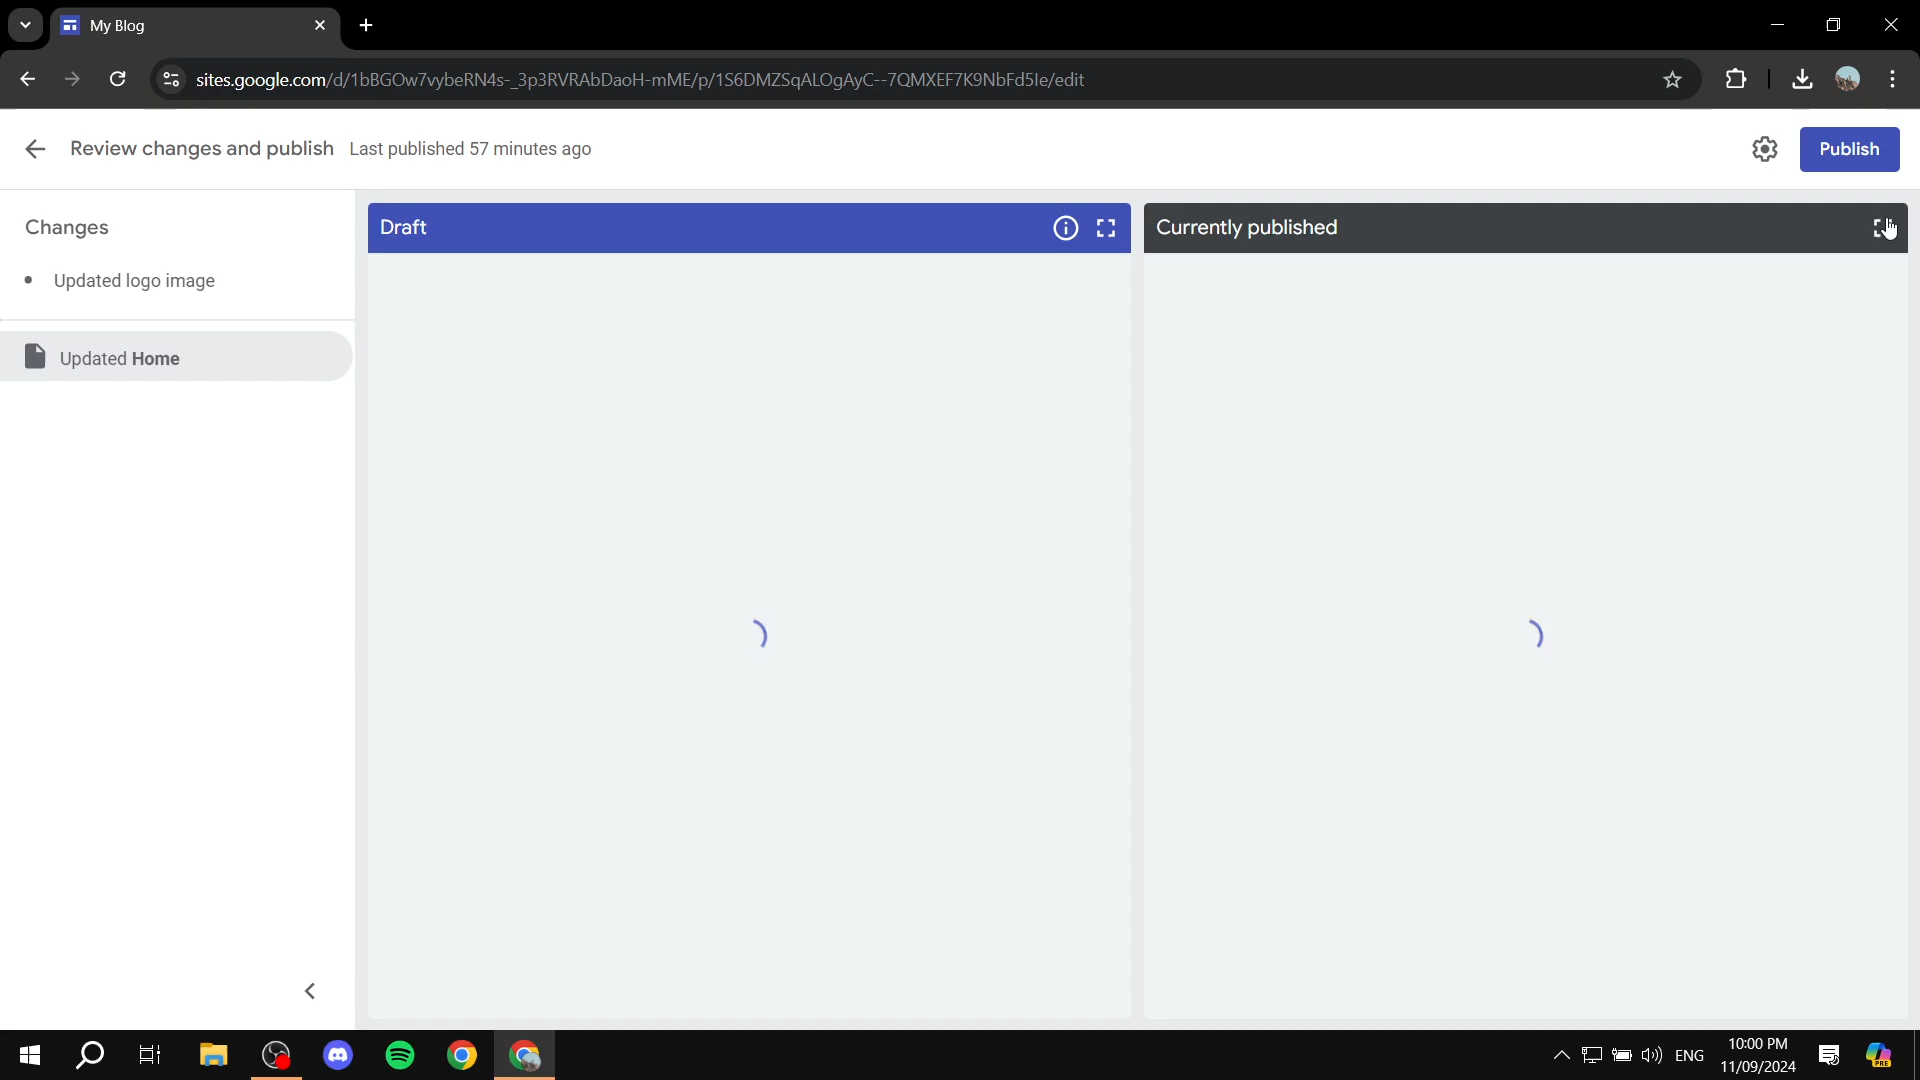 My Blog
sites.google.com/d/1bBGOw7vybeRN4s-_3p3RVRAbDaoH-mME/p/1S6DMZSqALOgAyC--7QMXEF7K9NbFd5Ie/edit
Review changes and publish Last published 57 minutes ago
Publish
Changes
Updated logo image
Updated Home
Draft
Currently published
ENG
10:00 PM
11/09/2024
PRE